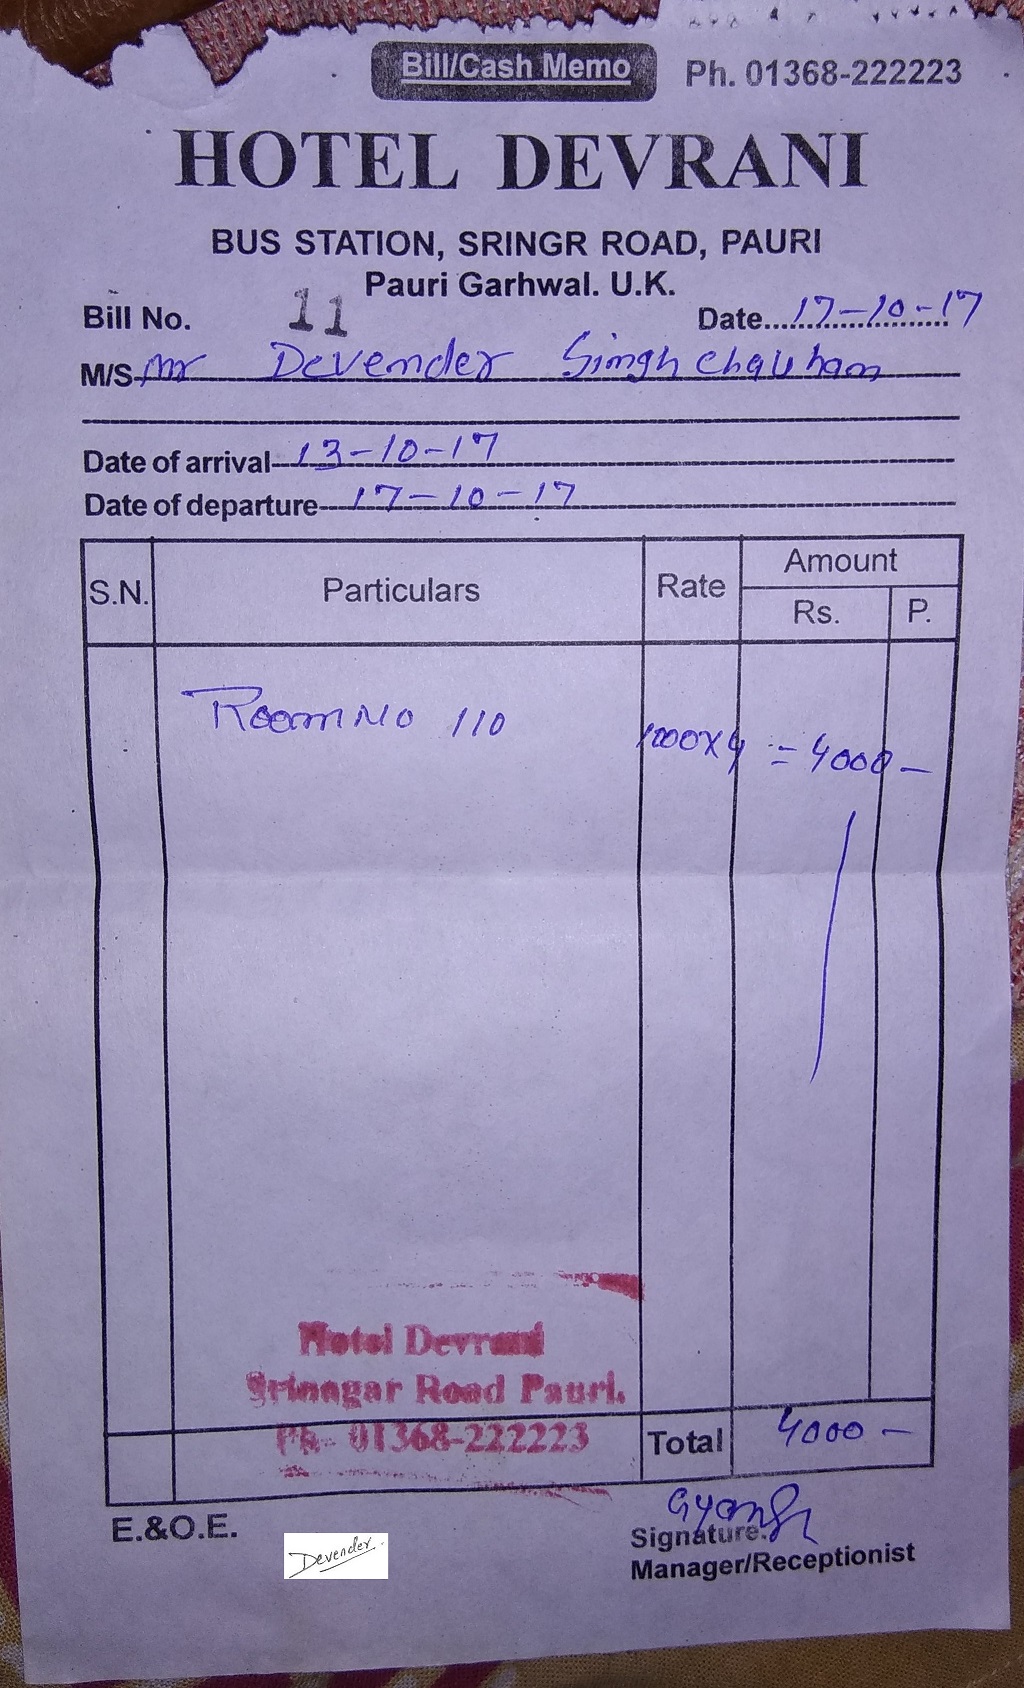 Bill/Cash Memo Ph. 01368-222223
HOTEL DEVRANI
BUS STATION, SRINGR ROAD, PAURI
Pauri Garhwal. U.K.
Bill No. 11 Date 17-10-17
M/S Mr Devender Singh Chauhan
Date of arrival 13-10-17
Date of departure 17-10-17
S.N. Particulars Rate Amount
Rs. P.
Room No 110 1000x4 = 4000 -
Hotel Devrani
Srinagar Road Pauri.
Ph- 01368-222223
Total 4000 -
E.&O.E.
Devender.
Signature.
Manager/Receptionist